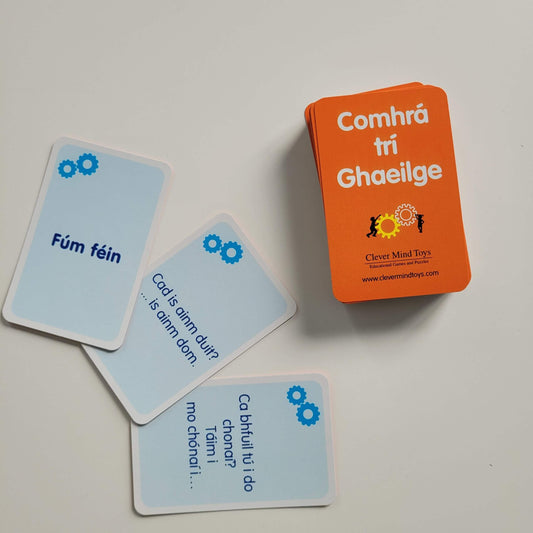 Comhrá
trí
Ghaeilge
Clever Mind Toys
Educational Games and Puzzles
www.clevermindtoys.com
Fúm féin
Cad is ainm duit?
... is ainm dom.
Ca bhfuil tú i do
chonai?
Táim i
mo chónaí i...